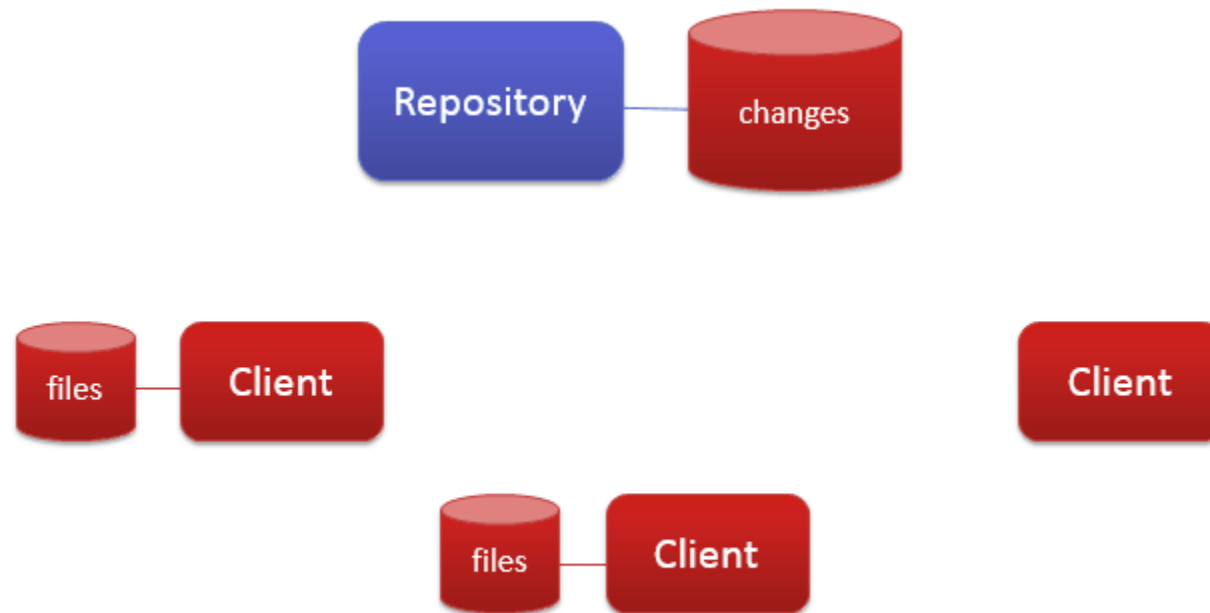 Repository
changes
files
Client
Client
files
Client